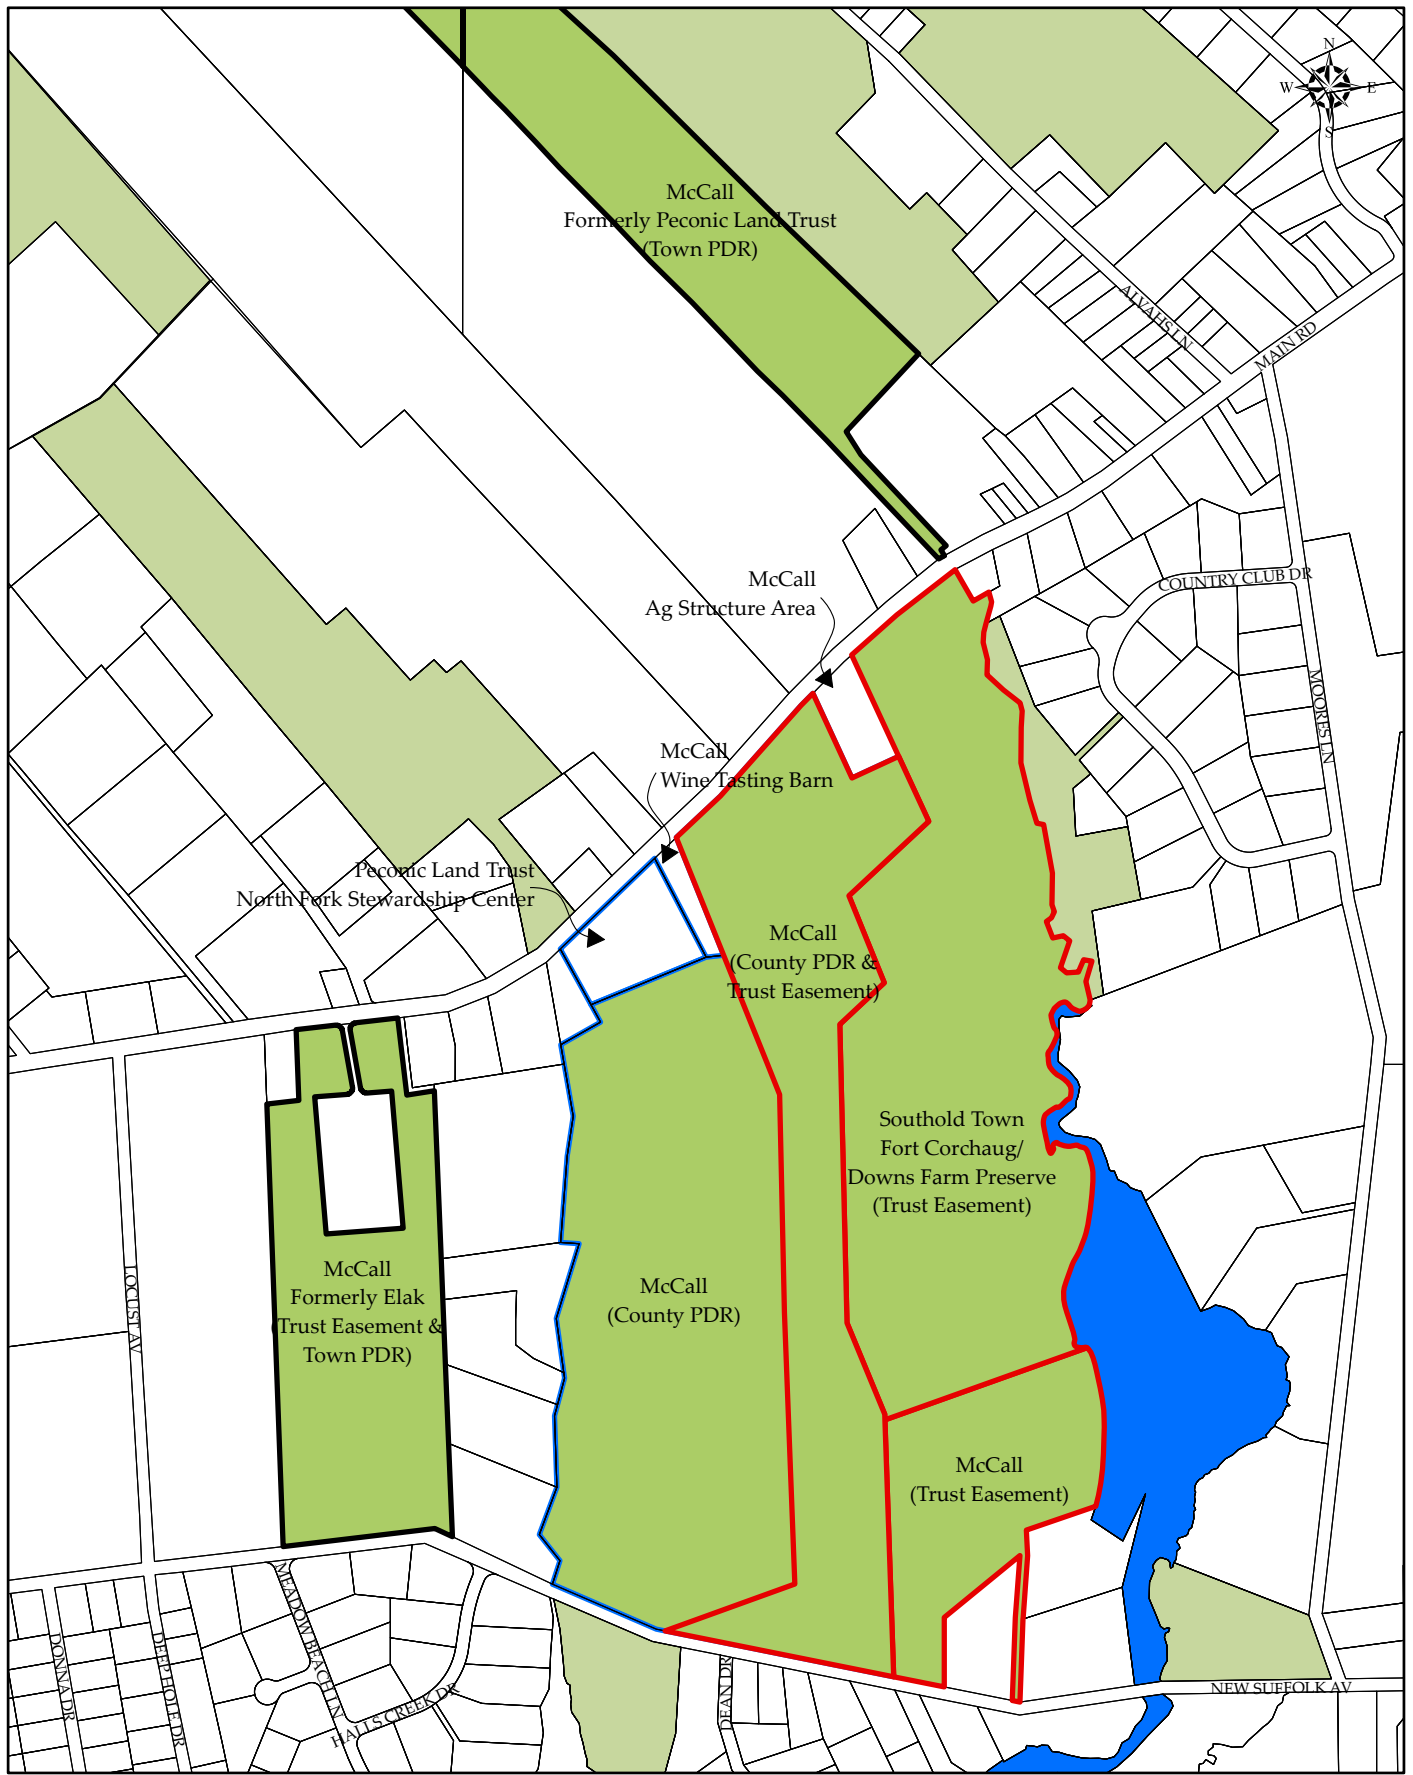 N
W E
S
McCall
Formerly Peconic Land Trust
(Town PDR)
ALVAHS LN
MAIN RD
McCall
Ag Structure Area
COUNTRY CLUB DR
MOORES LN
McCall
Wine Tasting Barn
Peconic Land Trust
North Fork Stewardship Center
McCall
(County PDR &
Trust Easement)
Southold Town
Fort Corchaug/
Downs Farm Preserve
(Trust Easement)
McCall
Formerly Elak
(Trust Easement &
Town PDR)
LOCUST AV
McCall
(County PDR)
McCall
(Trust Easement)
MEADOW BEACH LN
DONNA DR
DEEP HOLE DR
HALLS CREEK DR
DEAN DR
NEW SUFFOLK AV